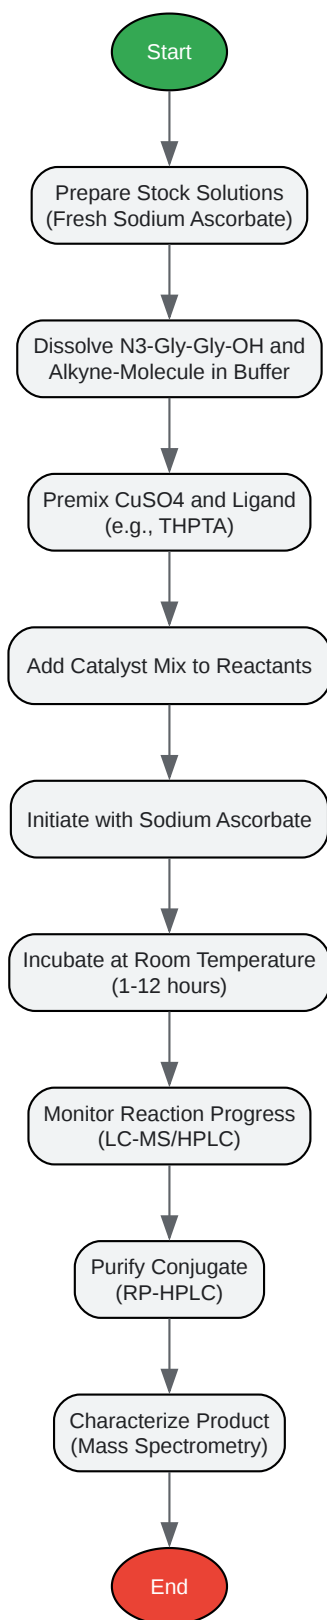 Start
Prepare Stock Solutions
(Fresh Sodium Ascorbate)
Dissolve N3-Gly-Gly-OH and
Alkyne-Molecule in Buffer
Premix CuSO4 and Ligand
(e.g., THPTA)
Add Catalyst Mix to Reactants
Initiate with Sodium Ascorbate
Incubate at Room Temperature
(1-12 hours)
Monitor Reaction Progress
(LC-MS/HPLC)
Purify Conjugate
(RP-HPLC)
Characterize Product
(Mass Spectrometry)
End